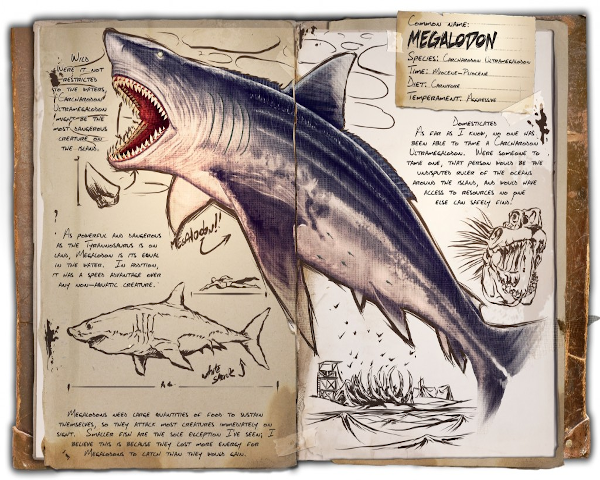 Common name:
MEGALODON
Species: Carcharodon Ultramegalodon
Time: Miocene-Pliocene
Diet: Carnivore
Temperament: Aggressive
Wild
Were it not
restricted
to the waters,
Carcharodon
Ultramegalodon
might be the
most dangerous
creature on
the island.
MEGALODON!!
As powerful and dangerous
as the Tyrannosaurus is on
land, Megalodon is its equal
in the water. In addition,
it has a speed advantage over
any non-aquatic creature.
Megalodons need large quantities of food to sustain
themselves, so they attack most creatures immediately on
sight. Smaller fish are the sole exception I've seen; I
believe this is because they cost more energy for
Megalodons to catch than they would gain.
Domesticated
As far as I know, no one has
been able to tame a Carcharodon
Ultramegalodon. Were someone to
tame one, that person would be the
undisputed ruler of the oceans
around the island, and would have
access to resources no one
else can safely find.